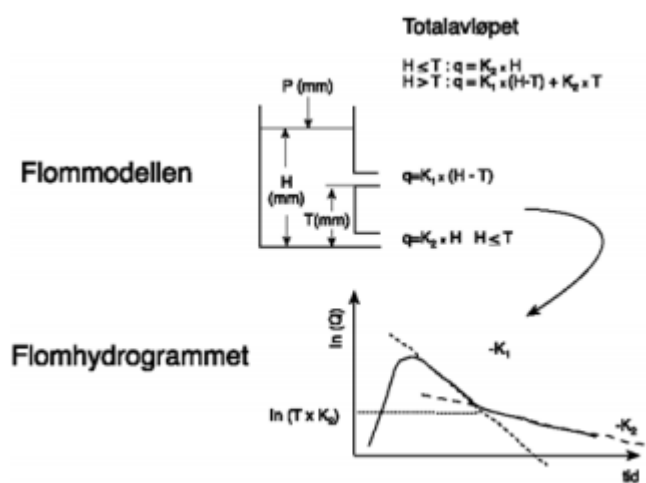 Totalavløpet
H ≤ T : q = K₂ x H
H > T : q = K₁ x (H-T) + K₂ x T
P (mm)
Flommodellen
H
(mm)
T(mm)
q=K₁ x (H - T)
q=K₂ x H H ≤ T
Flomhydrogrammet
ln (Q)
-K₁
ln (T x K₂)
-K₂
tid